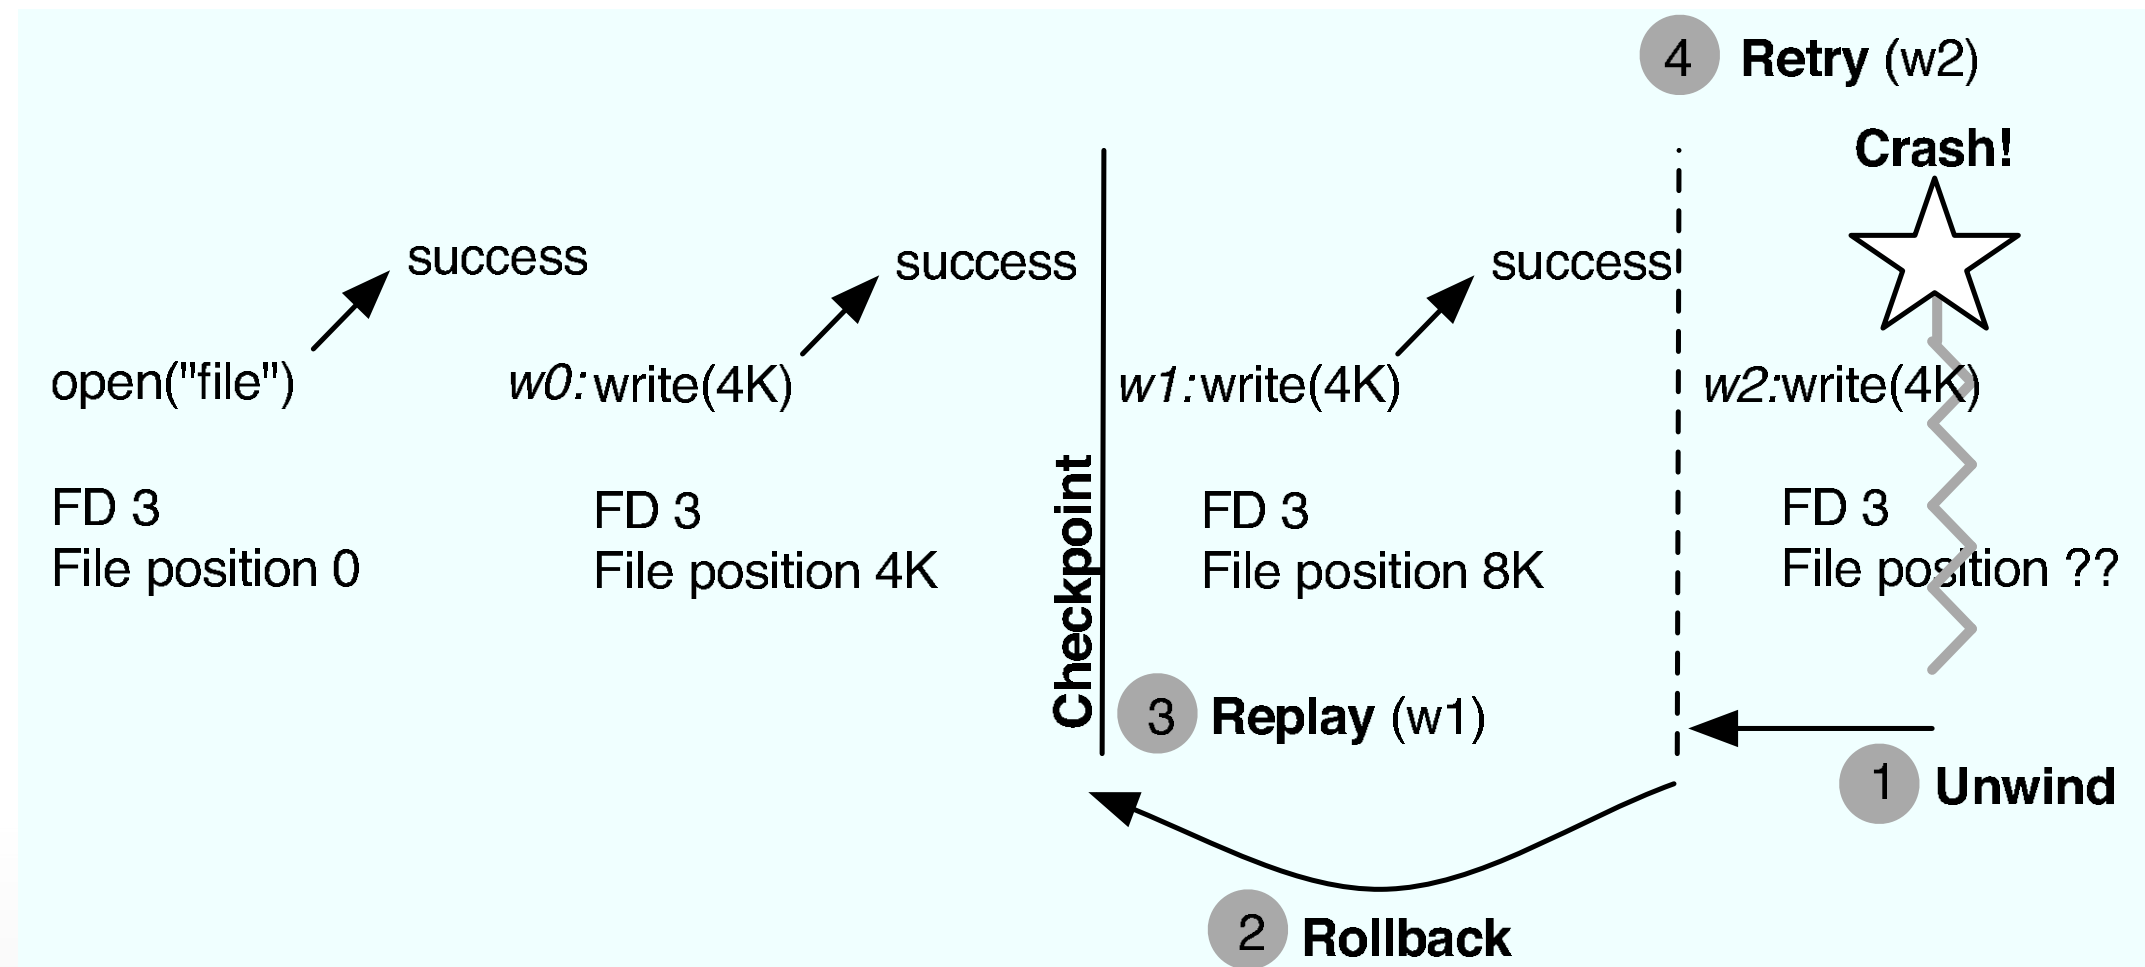 4 Retry (w2)
Crash!
success
success
success
open("file")
w0: write(4K)
w1:write(4K)
w2:write(4K)
Checkpoint
FD 3
File position 0
FD 3
File position 4K
FD 3
File position 8K
FD 3
File position ??
3 Replay (w1)
1 Unwind
2 Rollback